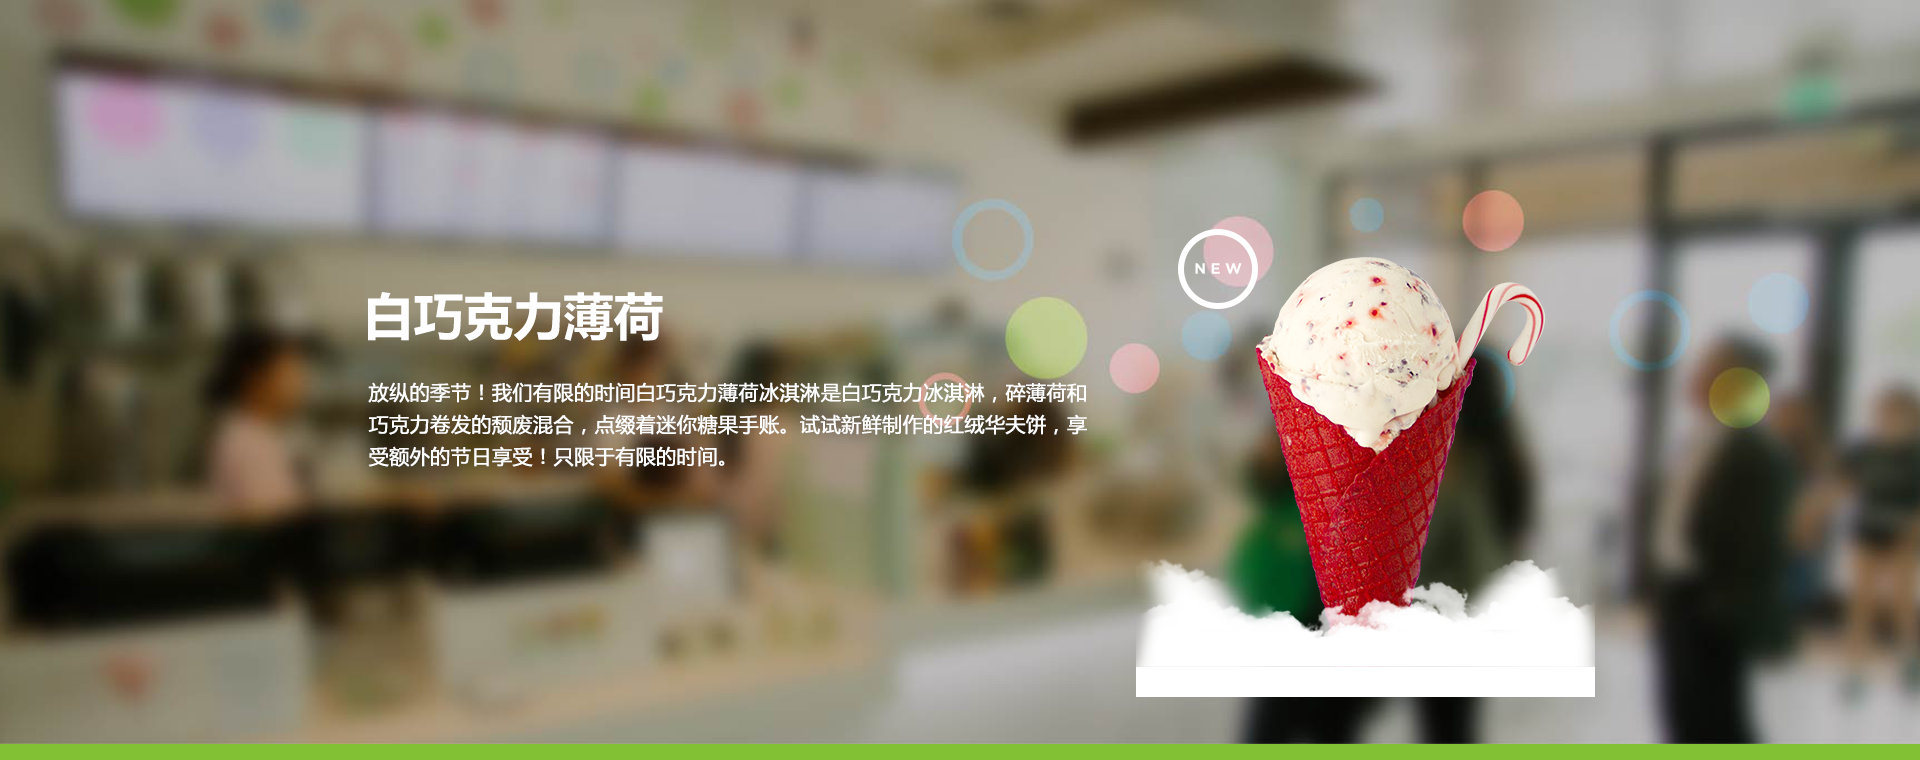 NEW
白巧克力薄荷
放纵的季节！我们有限的时间白巧克力薄荷冰淇淋是白巧克力冰淇淋，碎薄荷和
巧克力卷发的颓废混合，点缀着迷你糖果手账。试试新鲜制作的红绒华夫饼，享
受额外的节日享受！只限于有限的时间。